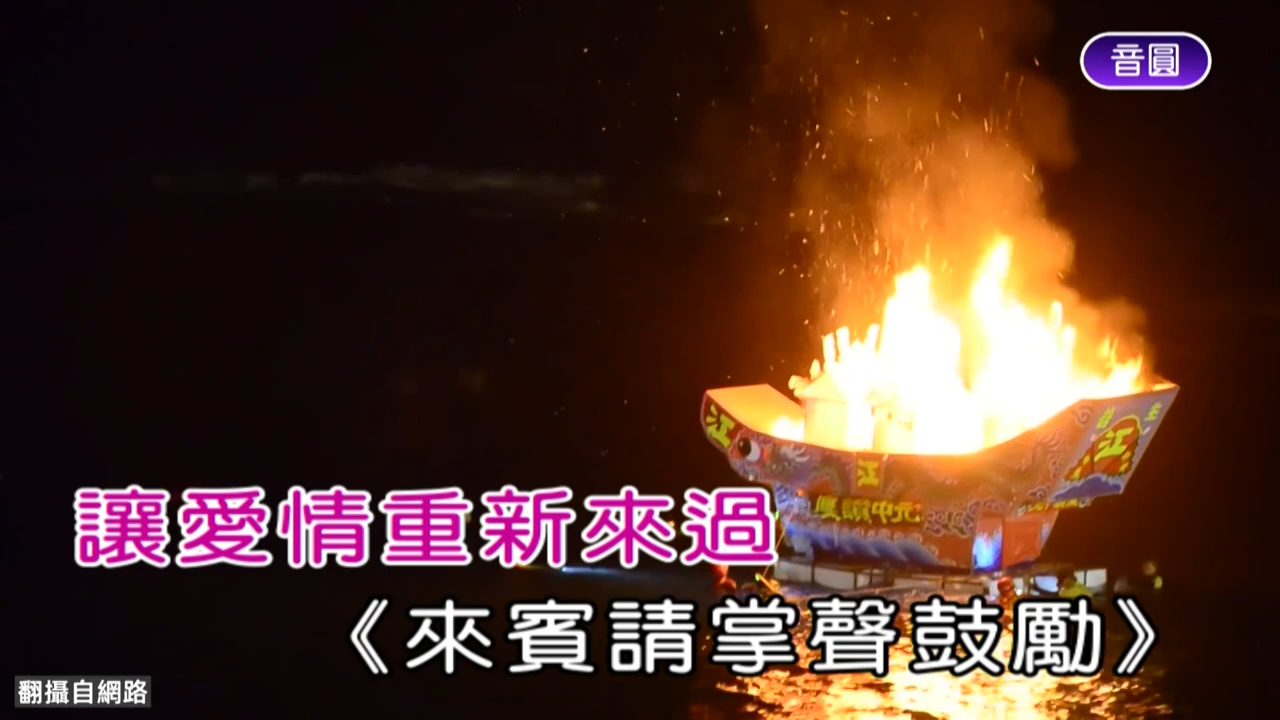 音圓
江
江
江
慶讚中元
讓愛情重新來過
《來賓請掌聲鼓勵》
翻攝自網路